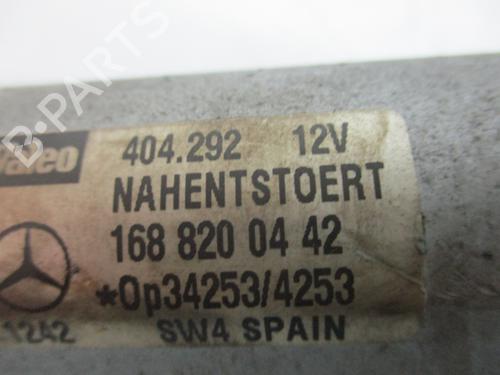 B-PARTS
Valeo 404.292 12V
NAHENTSTOERT
168 820 04 42
*Op34253/4253
1242 SW4 SPAIN